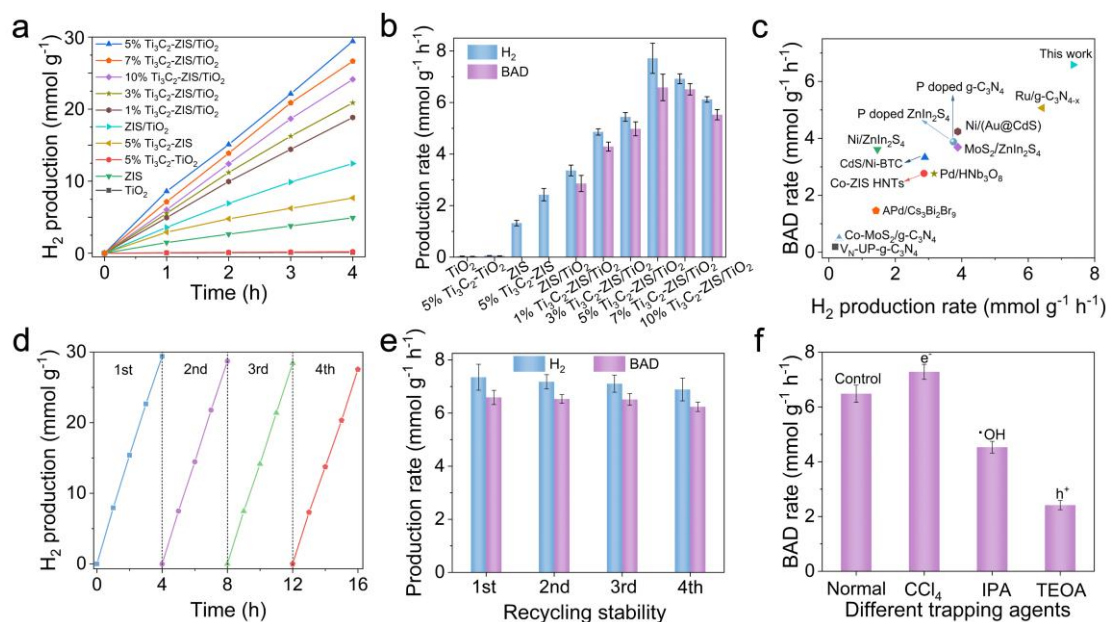 a
H₂ production (mmol g⁻¹)
30
20
10
0
5% Ti₃C₂-ZIS/TiO₂
7% Ti₃C₂-ZIS/TiO₂
10% Ti₃C₂-ZIS/TiO₂
3% Ti₃C₂-ZIS/TiO₂
1% Ti₃C₂-ZIS/TiO₂
ZIS/TiO₂
5% Ti₃C₂-ZIS
5% Ti₃C₂-TiO₂
ZIS
TiO₂
0 1 2 3 4
Time (h)
b
Production rate (mmol g⁻¹ h⁻¹)
8
6
4
2
0
H₂
BAD
TiO₂
5% Ti₃C₂-TiO₂
ZIS
5% Ti₃C₂-ZIS
ZIS/TiO₂
1% Ti₃C₂-ZIS/TiO₂
3% Ti₃C₂-ZIS/TiO₂
5% Ti₃C₂-ZIS/TiO₂
7% Ti₃C₂-ZIS/TiO₂
10% Ti₃C₂-ZIS/TiO₂
c
BAD rate (mmol g⁻¹ h⁻¹)
8
6
4
2
0
This work
P doped g-C₃N₄
Ru/g-C₃N₄₋ₓ
P doped ZnIn₂S₄
Ni/(Au@CdS)
Ni/ZnIn₂S₄
MoS₂/ZnIn₂S₄
CdS/Ni-BTC
Co-ZIS HNTs
Pd/HNb₃O₈
APd/Cs₃Bi₂Br₉
Co-MoS₂/g-C₃N₄
V_N-UP-g-C₃N₄
0 2 4 6 8
H₂ production rate (mmol g⁻¹ h⁻¹)
d
H₂ production (mmol g⁻¹)
30
20
10
0
1st 2nd 3rd 4th
0 4 8 12 16
Time (h)
e
Production rate (mmol g⁻¹ h⁻¹)
8
6
4
2
0
H₂
BAD
1st 2nd 3rd 4th
Recycling stability
f
BAD rate (mmol g⁻¹ h⁻¹)
8
6
4
2
0
Control
e⁻
•OH
h⁺
Normal CCl₄ IPA TEOA
Different trapping agents